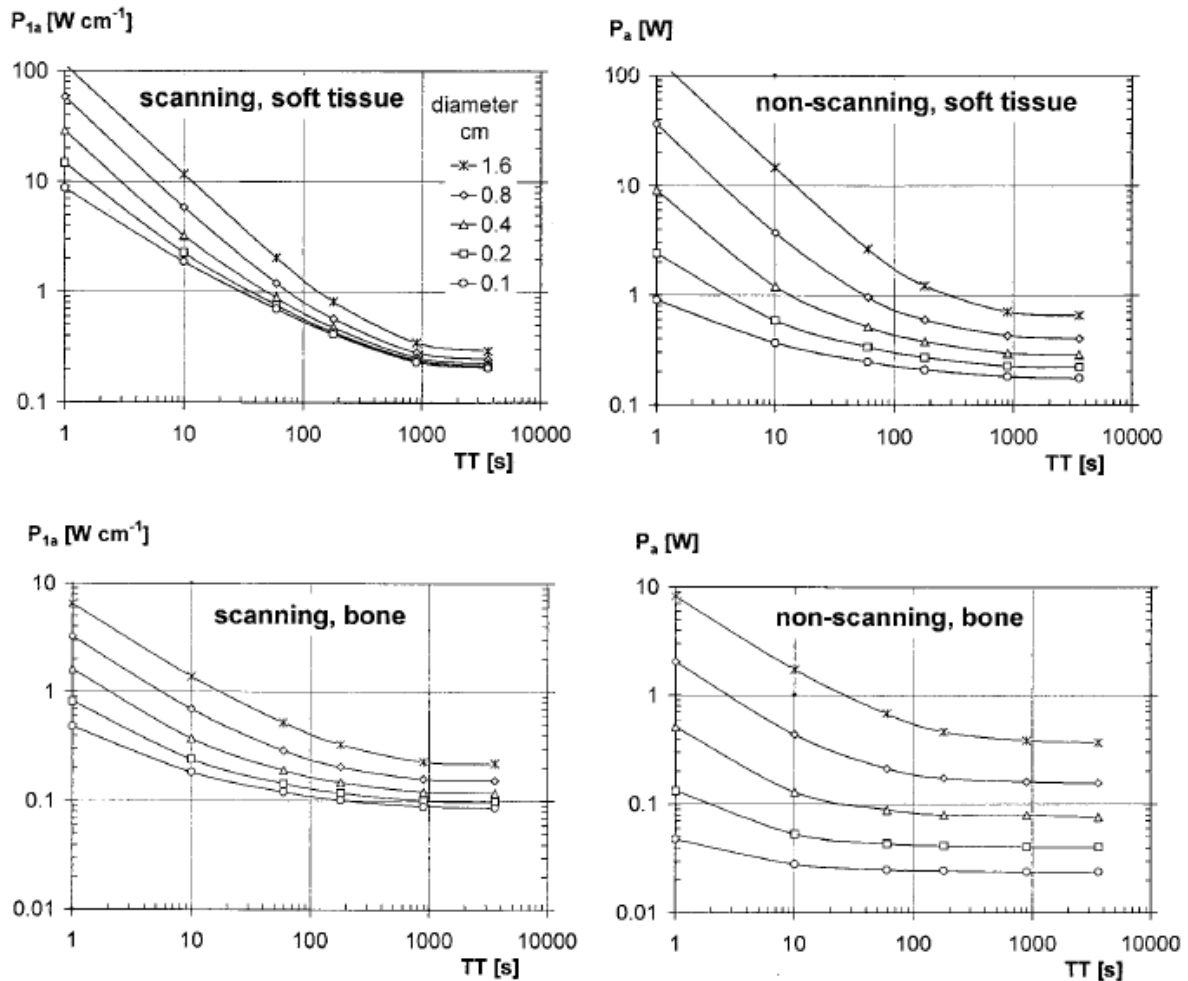 P1a [W cm-1]
100
10
1
0.1
scanning, soft tissue
diameter
cm
1.6
0.8
0.4
0.2
0.1
1 10 100 1000 10000
TT [s]
Pa [W]
100
10
1
0.1
non-scanning, soft tissue
1 10 100 1000 10000
TT [s]
P1a [W cm-1]
10
1
0.1
0.01
scanning, bone
1 10 100 1000 10000
TT [s]
Pa [W]
10
1
0.1
0.01
non-scanning, bone
1 10 100 1000 10000
TT [s]